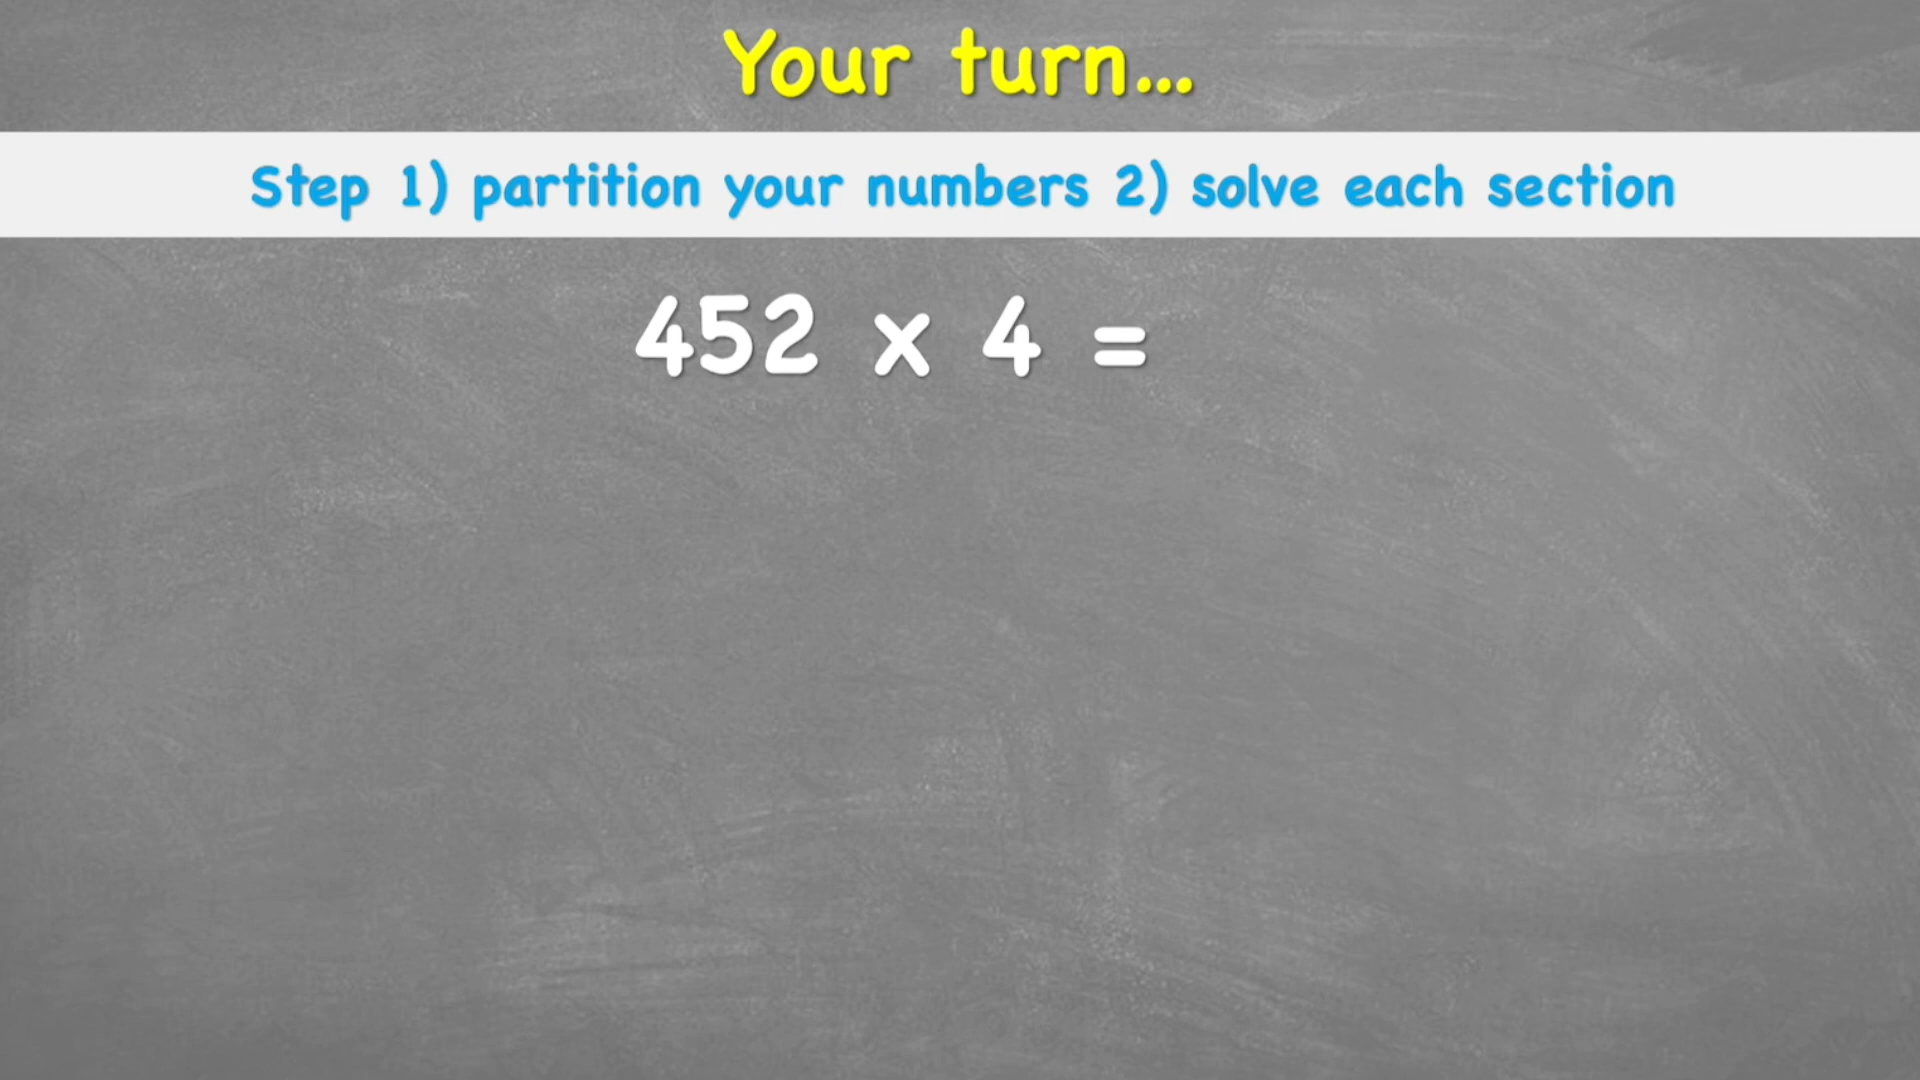 Your turn...
Step 1) partition your numbers 2) solve each section
452 x 4 =